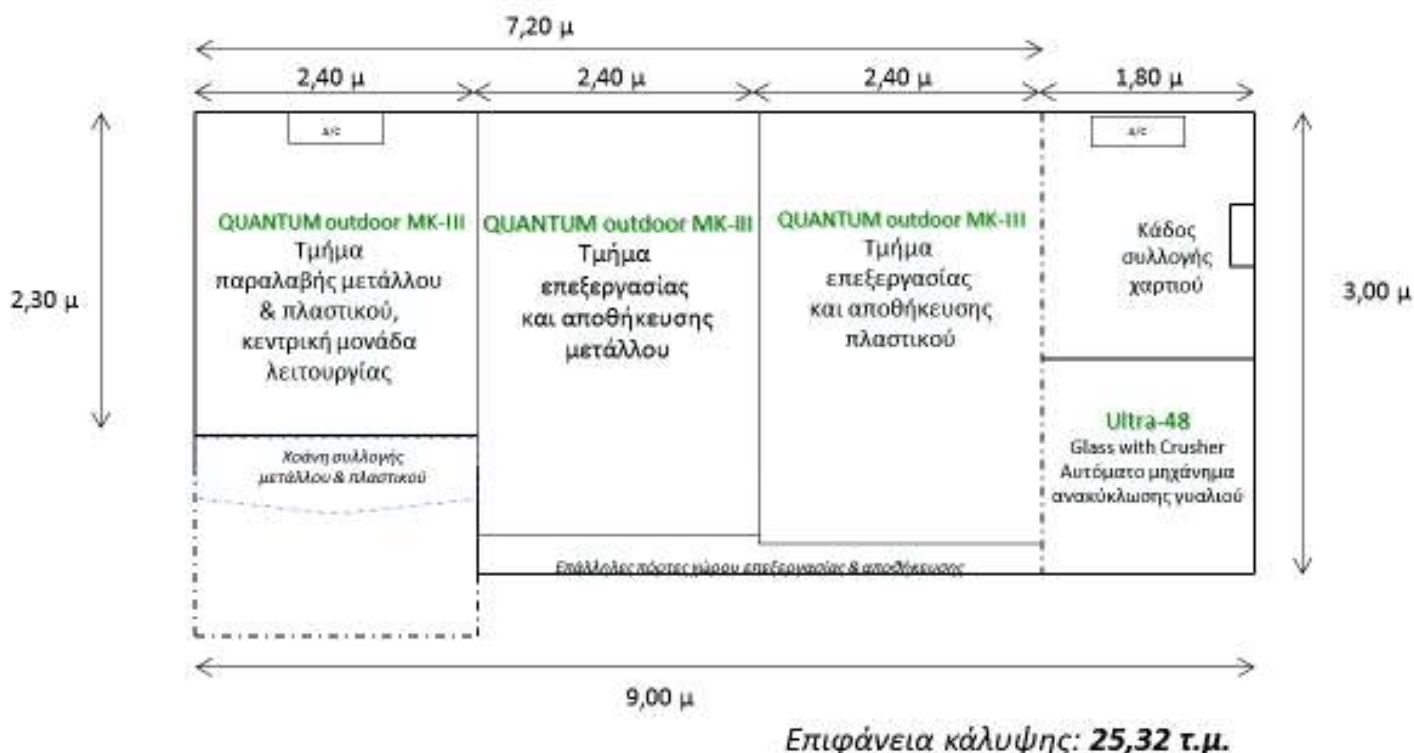 7,20 μ
2,40 μ 2,40 μ 2,40 μ 1,80 μ
a/c
a/c
2,30 μ
3,00 μ
QUANTUM outdoor MK-III
Τμήμα
παραλαβής μετάλλου
& πλαστικού,
κεντρική μονάδα
λειτουργίας
QUANTUM outdoor MK-III
Τμήμα
επεξεργασίας
και αποθήκευσης
μετάλλου
QUANTUM outdoor MK-III
Τμήμα
επεξεργασίας
και αποθήκευσης
πλαστικού
Κάδος
συλλογής
χαρτιού
Ultra-48
Glass with Crusher
Αυτόματο μηχάνημα
ανακύκλωσης γυαλιού
Χοάνη συλλογής
μετάλλου & πλαστικού
Επάλληλες πόρτες χώρου επεξεργασίας & αποθήκευσης
9,00 μ
Επιφάνεια κάλυψης: 25,32 τ.μ.